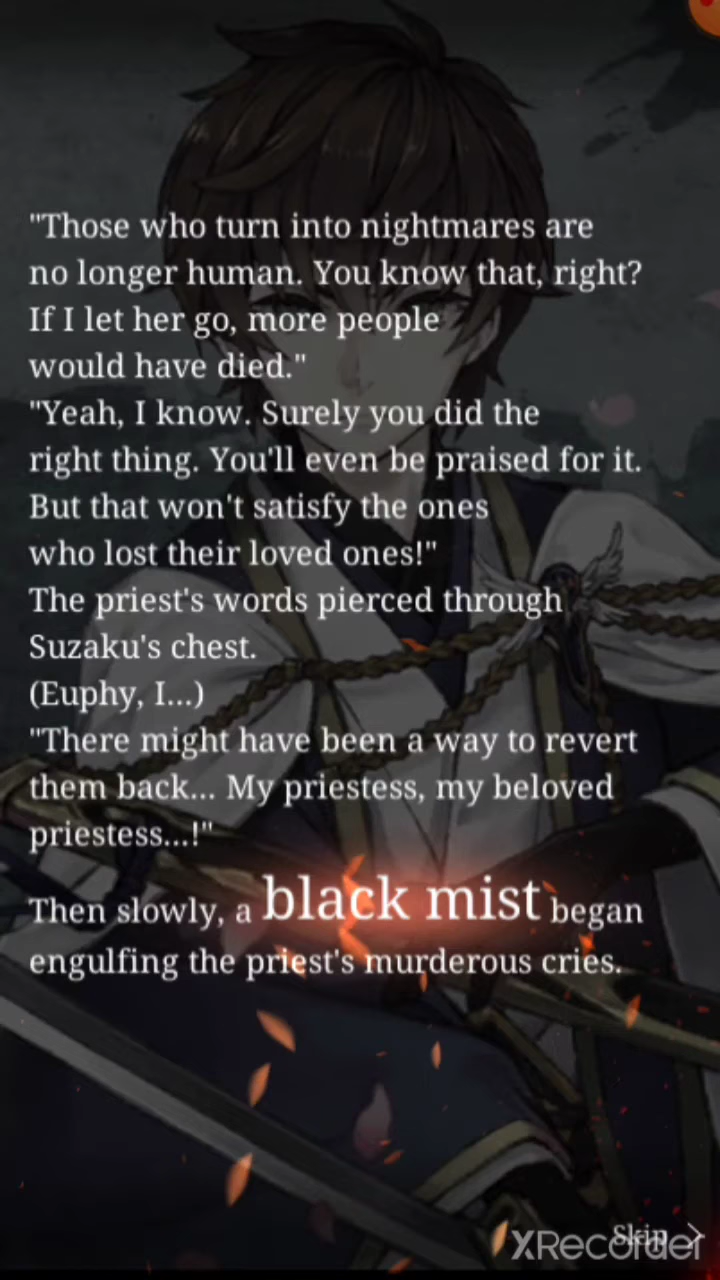 "Those who turn into nightmares are
no longer human. You know that, right?
If I let her go, more people
would have died."
"Yeah, I know. Surely you did the
right thing. You'll even be praised for it.
But that won't satisfy the ones
who lost their loved ones!"
The priest's words pierced through
Suzaku's chest.
(Euphy, I...)
"There might have been a way to revert
them back... My priestess, my beloved
priestess...!"
Then slowly, a black mist began
engulfing the priest's murderous cries.
Skip >
XRecorder